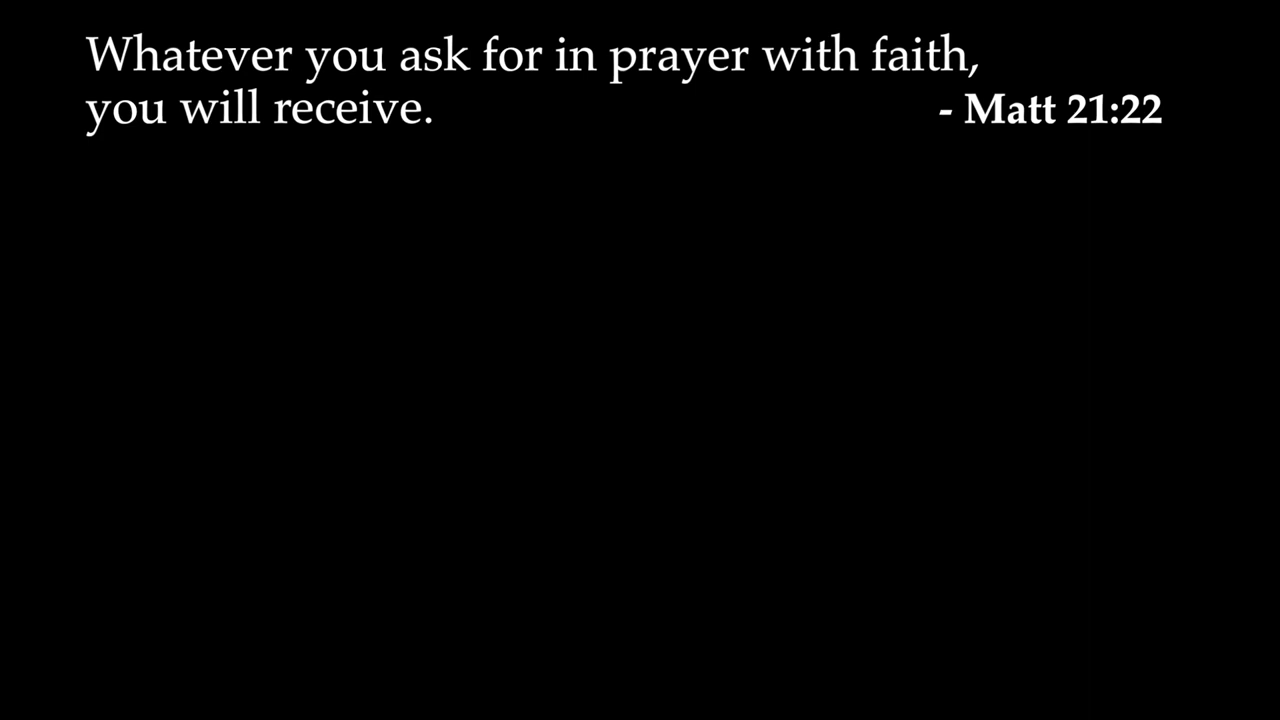 Whatever you ask for in prayer with faith,
you will receive. - Matt 21:22